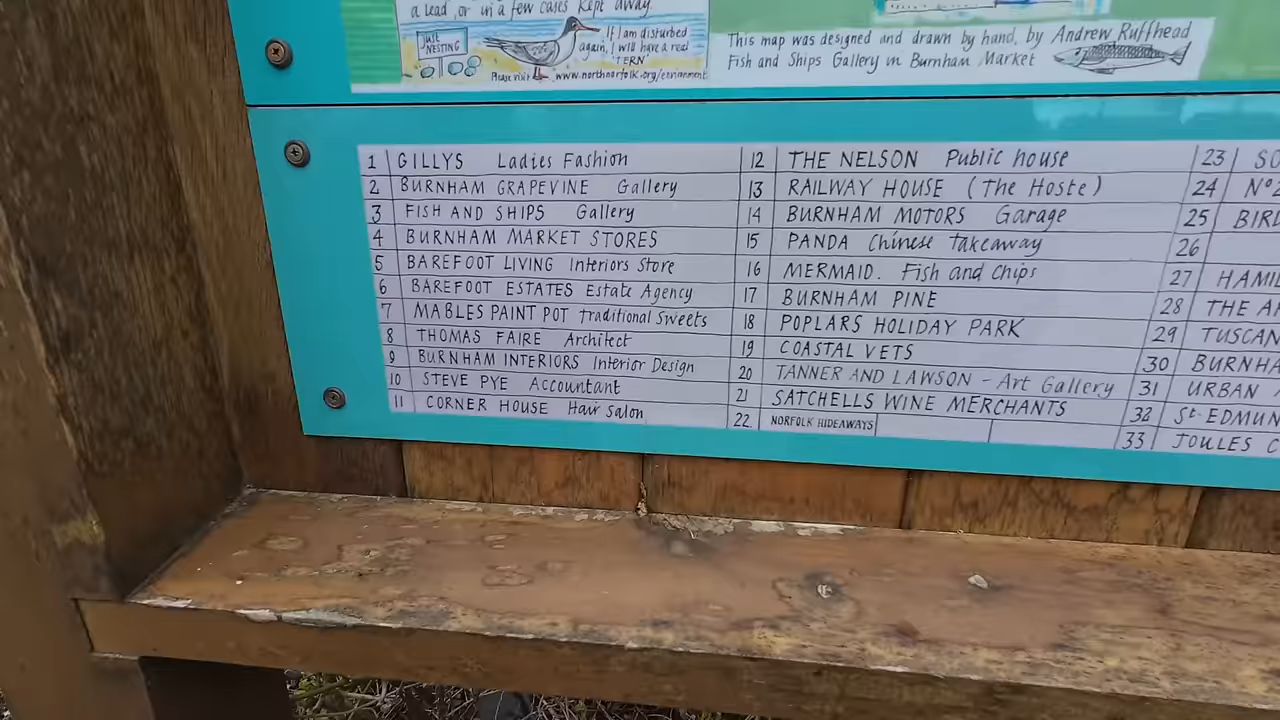 a lead, or in a few cases kept away.
JUST NESTING
If I am disturbed
again, I will have a real
'TERN'
Please visit www.northnorfolk.org/environment
This map was designed and drawn by hand, by Andrew Ruffhead
Fish and Ships Gallery in Burnham Market
1 GILLYS Ladies Fashion
2 BURNHAM GRAPEVINE Gallery
3 FISH AND SHIPS Gallery
4 BURNHAM MARKET STORES
5 BAREFOOT LIVING Interiors Store
6 BAREFOOT ESTATES Estate Agency
7 MABLES PAINT POT traditional Sweets
8 THOMAS FAIRE Architect
9 BURNHAM INTERIORS Interior Design
10 STEVE PYE Accountant
11 CORNER HOUSE Hair Salon
12 THE NELSON Public house
13 RAILWAY HOUSE (The Hoste)
14 BURNHAM MOTORS Garage
15 PANDA Chinese takeaway
16 MERMAID. Fish and Chips
17 BURNHAM PINE
18 POPLARS HOLIDAY PARK
19 COASTAL VETS
20 TANNER AND LAWSON - Art Gallery
21 SATCHELLS WINE MERCHANTS
22. NORFOLK HIDEAWAYS
23 SO
24 Nº
25 BIRD
26
27 HAMIL
28 THE
29 TUSCAN
30 BURNHA
31 URBAN
32 St. EDMUN
33 JOULES C